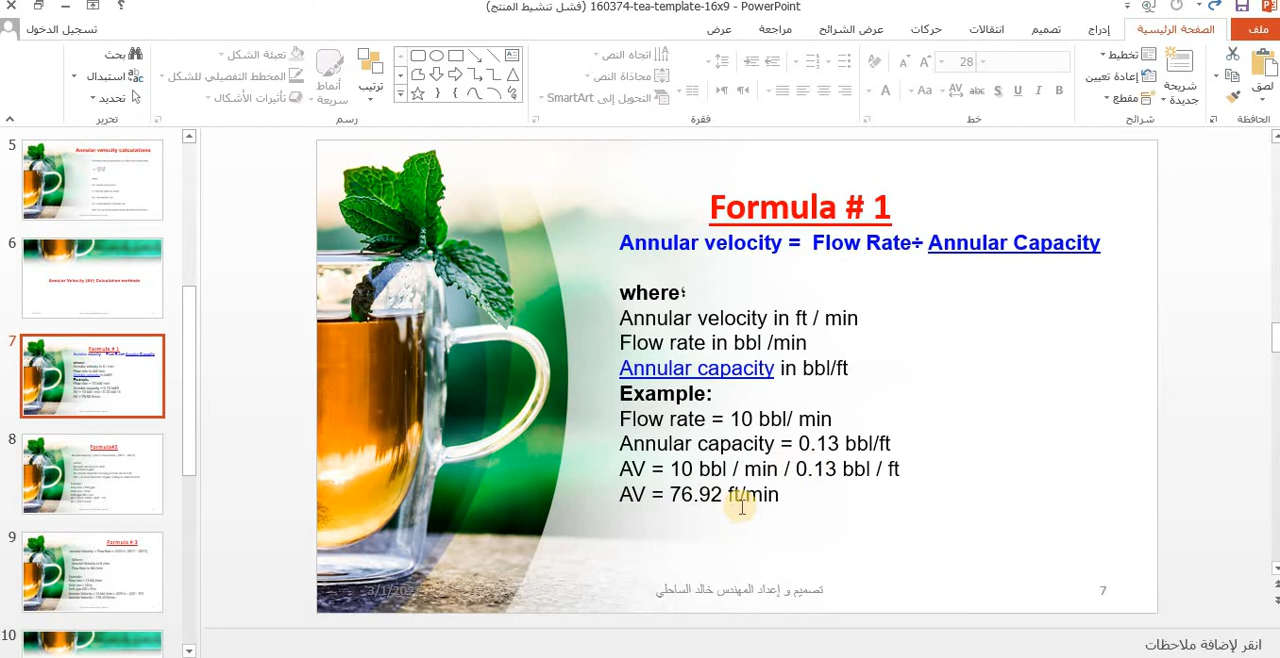 160374-tea-template-16x9 (فشل تنشيط المنتج) - PowerPoint
ملف
الصفحة الرئيسية
إدراج
تصميم
انتقالات
حركات
عرض الشرائح
مراجعة
عرض
تسجيل الدخول
لصق
الحافظة
شريحة
جديدة
تخطيط
إعادة تعيين
مقطع
شرائح
28
خط
اتجاه النص
محاذاة النص
التحويل إلى SmartArt
فقرة
ترتيب
أنماط
سريعة
تعبئة الشكل
المخطط التفصيلي للشكل
تأثيرات الأشكال
رسم
بحث
استبدال
تحديد
تحرير
5
Annular velocity calculations
6
Annular Velocity (AV) Calculation methods
7
Formula # 1
8
Formula#2
9
Formula # 3
10
Formula # 1
Annular velocity = Flow Rate÷ Annular Capacity
where؛
Annular velocity in ft / min
Flow rate in bbl /min
Annular capacity in bbl/ft
Example:
Flow rate = 10 bbl/ min
Annular capacity = 0.13 bbl/ft
AV = 10 bbl / min / 0.13 bbl / ft
AV = 76.92 ft/min
تصميم و إعداد المهندس خالد الساحلي
7
انقر لإضافة ملاحظات